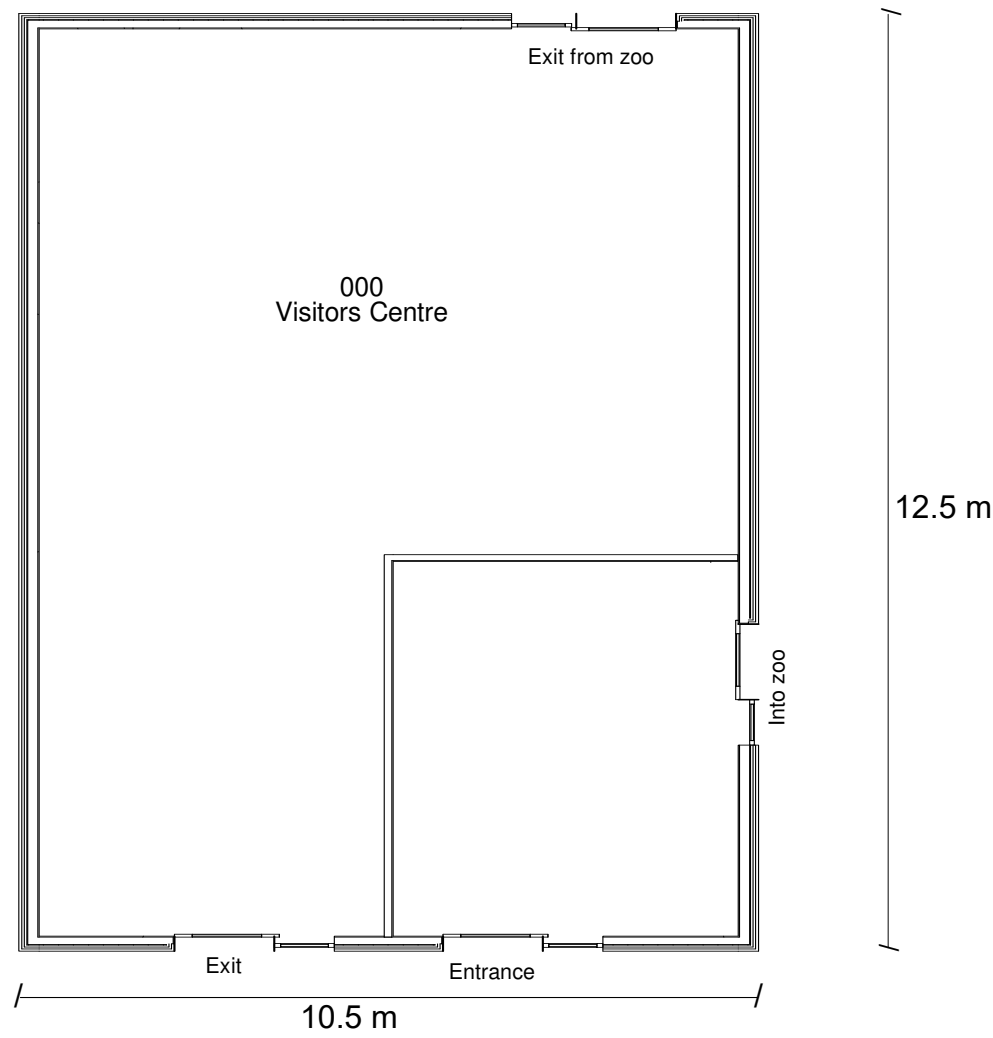 Exit from zoo
000
Visitors Centre
12.5 m
Into zoo
Exit
Entrance
10.5 m